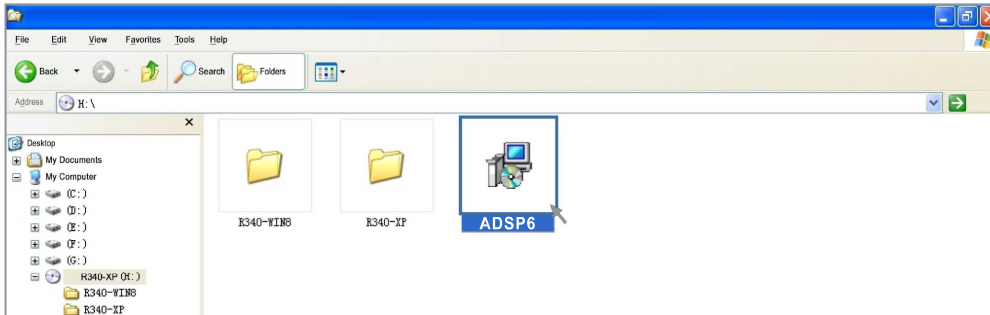 File Edit View Favorites Tools Help
Back Search Folders
Address H:\
Desktop
My Documents
My Computer
(C:)
(D:)
(E:)
(F:)
(G:)
R340-XP (H:)
R340-WIN8
R340-XP
R340-WIN8 R340-XP ADSP6